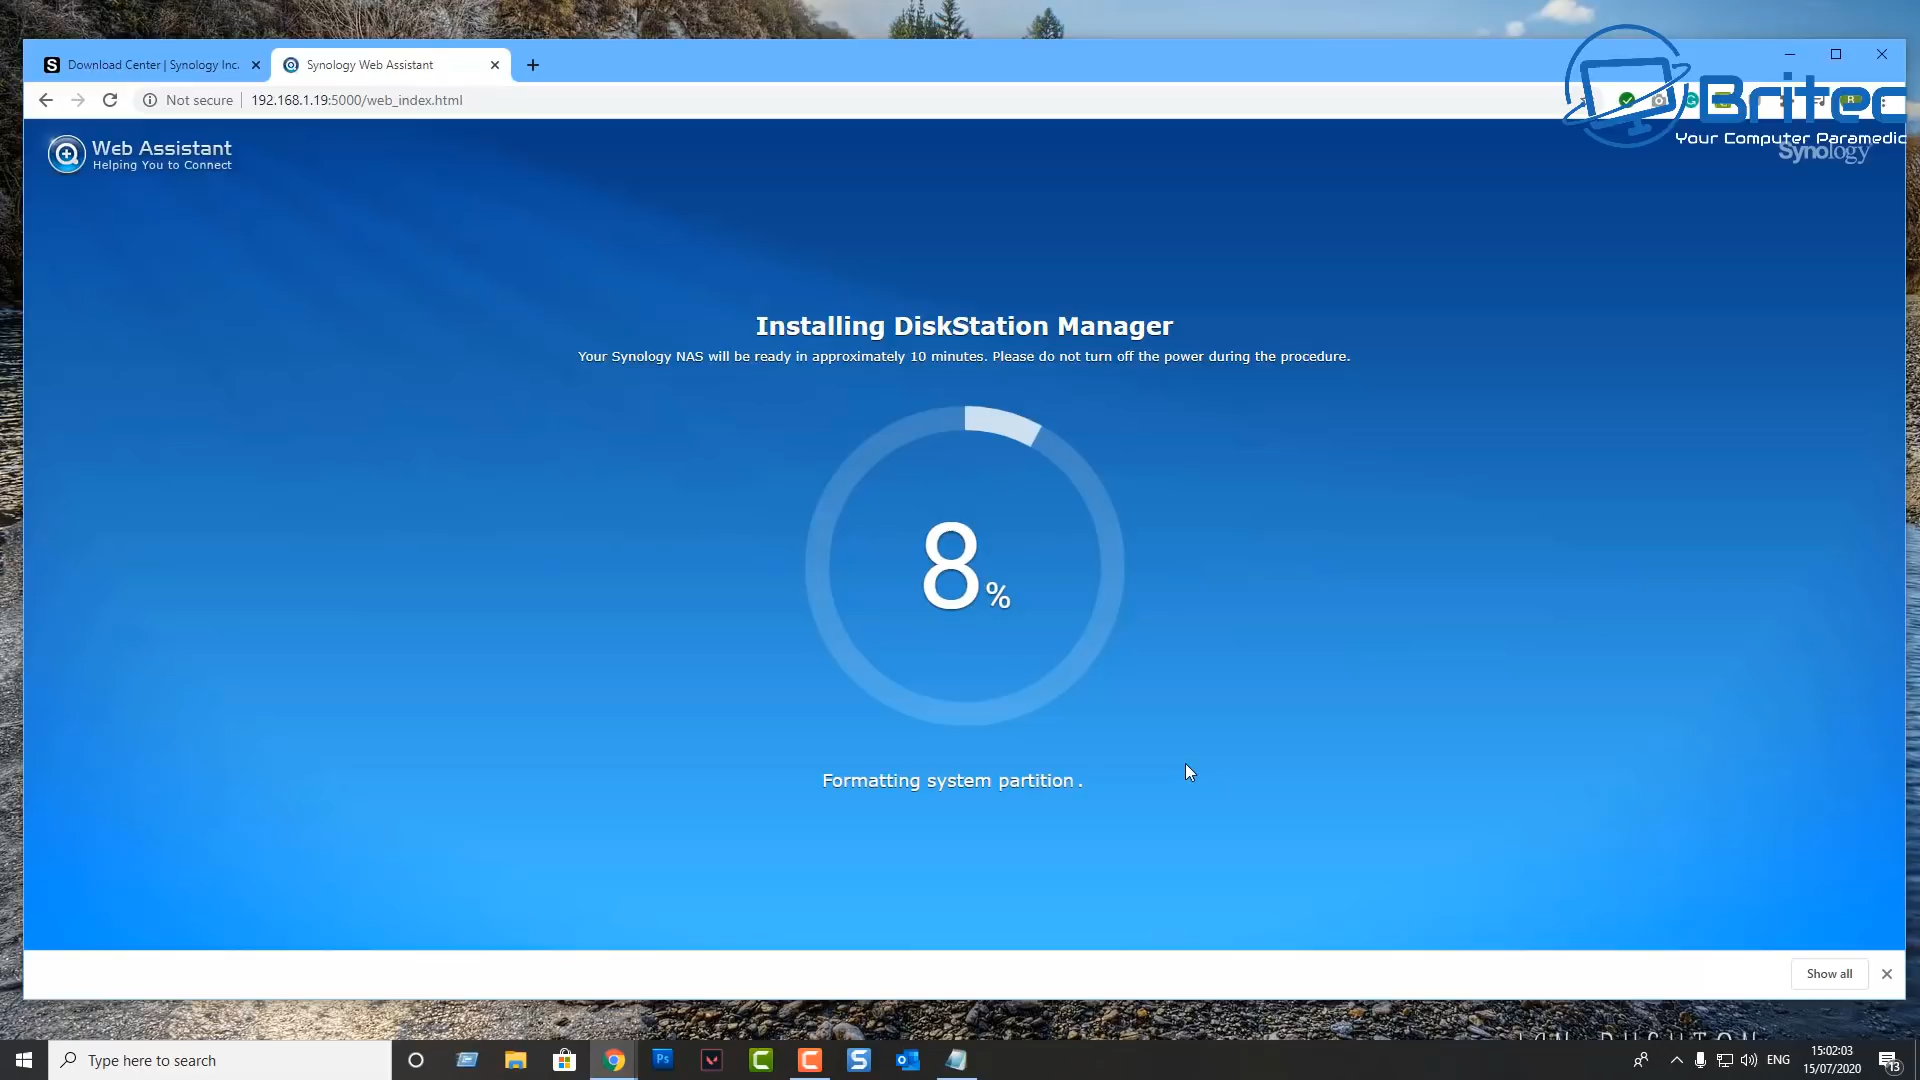 Download Center | Synology Inc.
Synology Web Assistant
Not secure
192.168.1.19:5000/web_index.html
Britec
Your Computer Paramedic
Synology
Web Assistant
Helping You to Connect
Installing DiskStation Manager
Your Synology NAS will be ready in approximately 10 minutes. Please do not turn off the power during the procedure.
8%
Formatting system partition.
Show all
Type here to search
Ps
ENG
15:02:03
15/07/2020
13